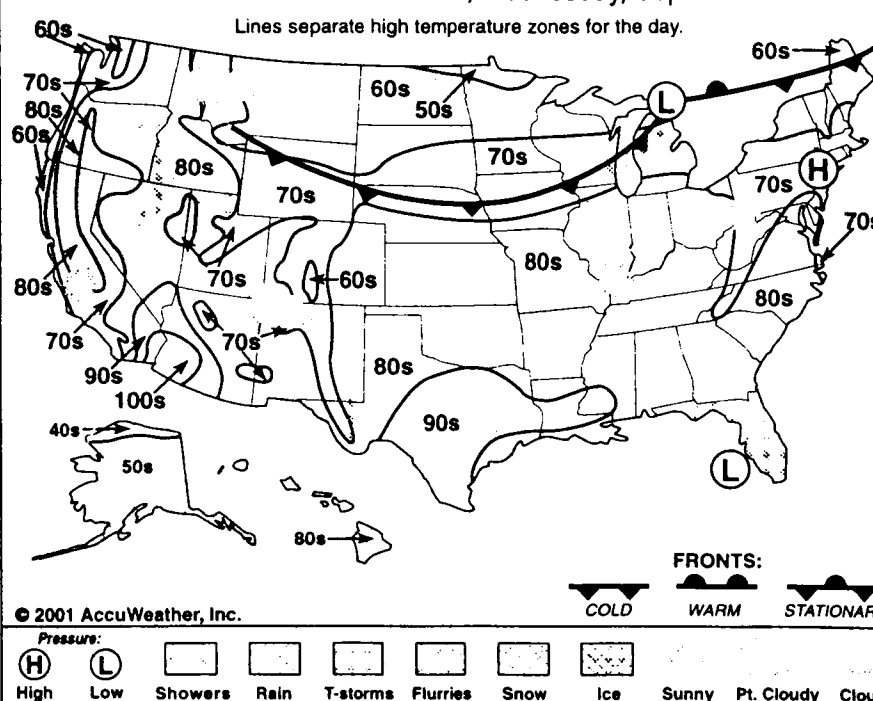 Lines separate high temperature zones for the day.
60s
60s
70s
60s
50s
80s
60s
80s
70s
70s
70s
70s
80s
60s
80s
80s
70s
80s
70s
70s
90s
80s
100s
90s
40s
50s
80s
L
H
L
FRONTS:
© 2001 AccuWeather, Inc.
COLD WARM
Pressure:
H L
High Low Showers Rain T-storms Flurries Snow Ice Sunny Pt. Cloudy